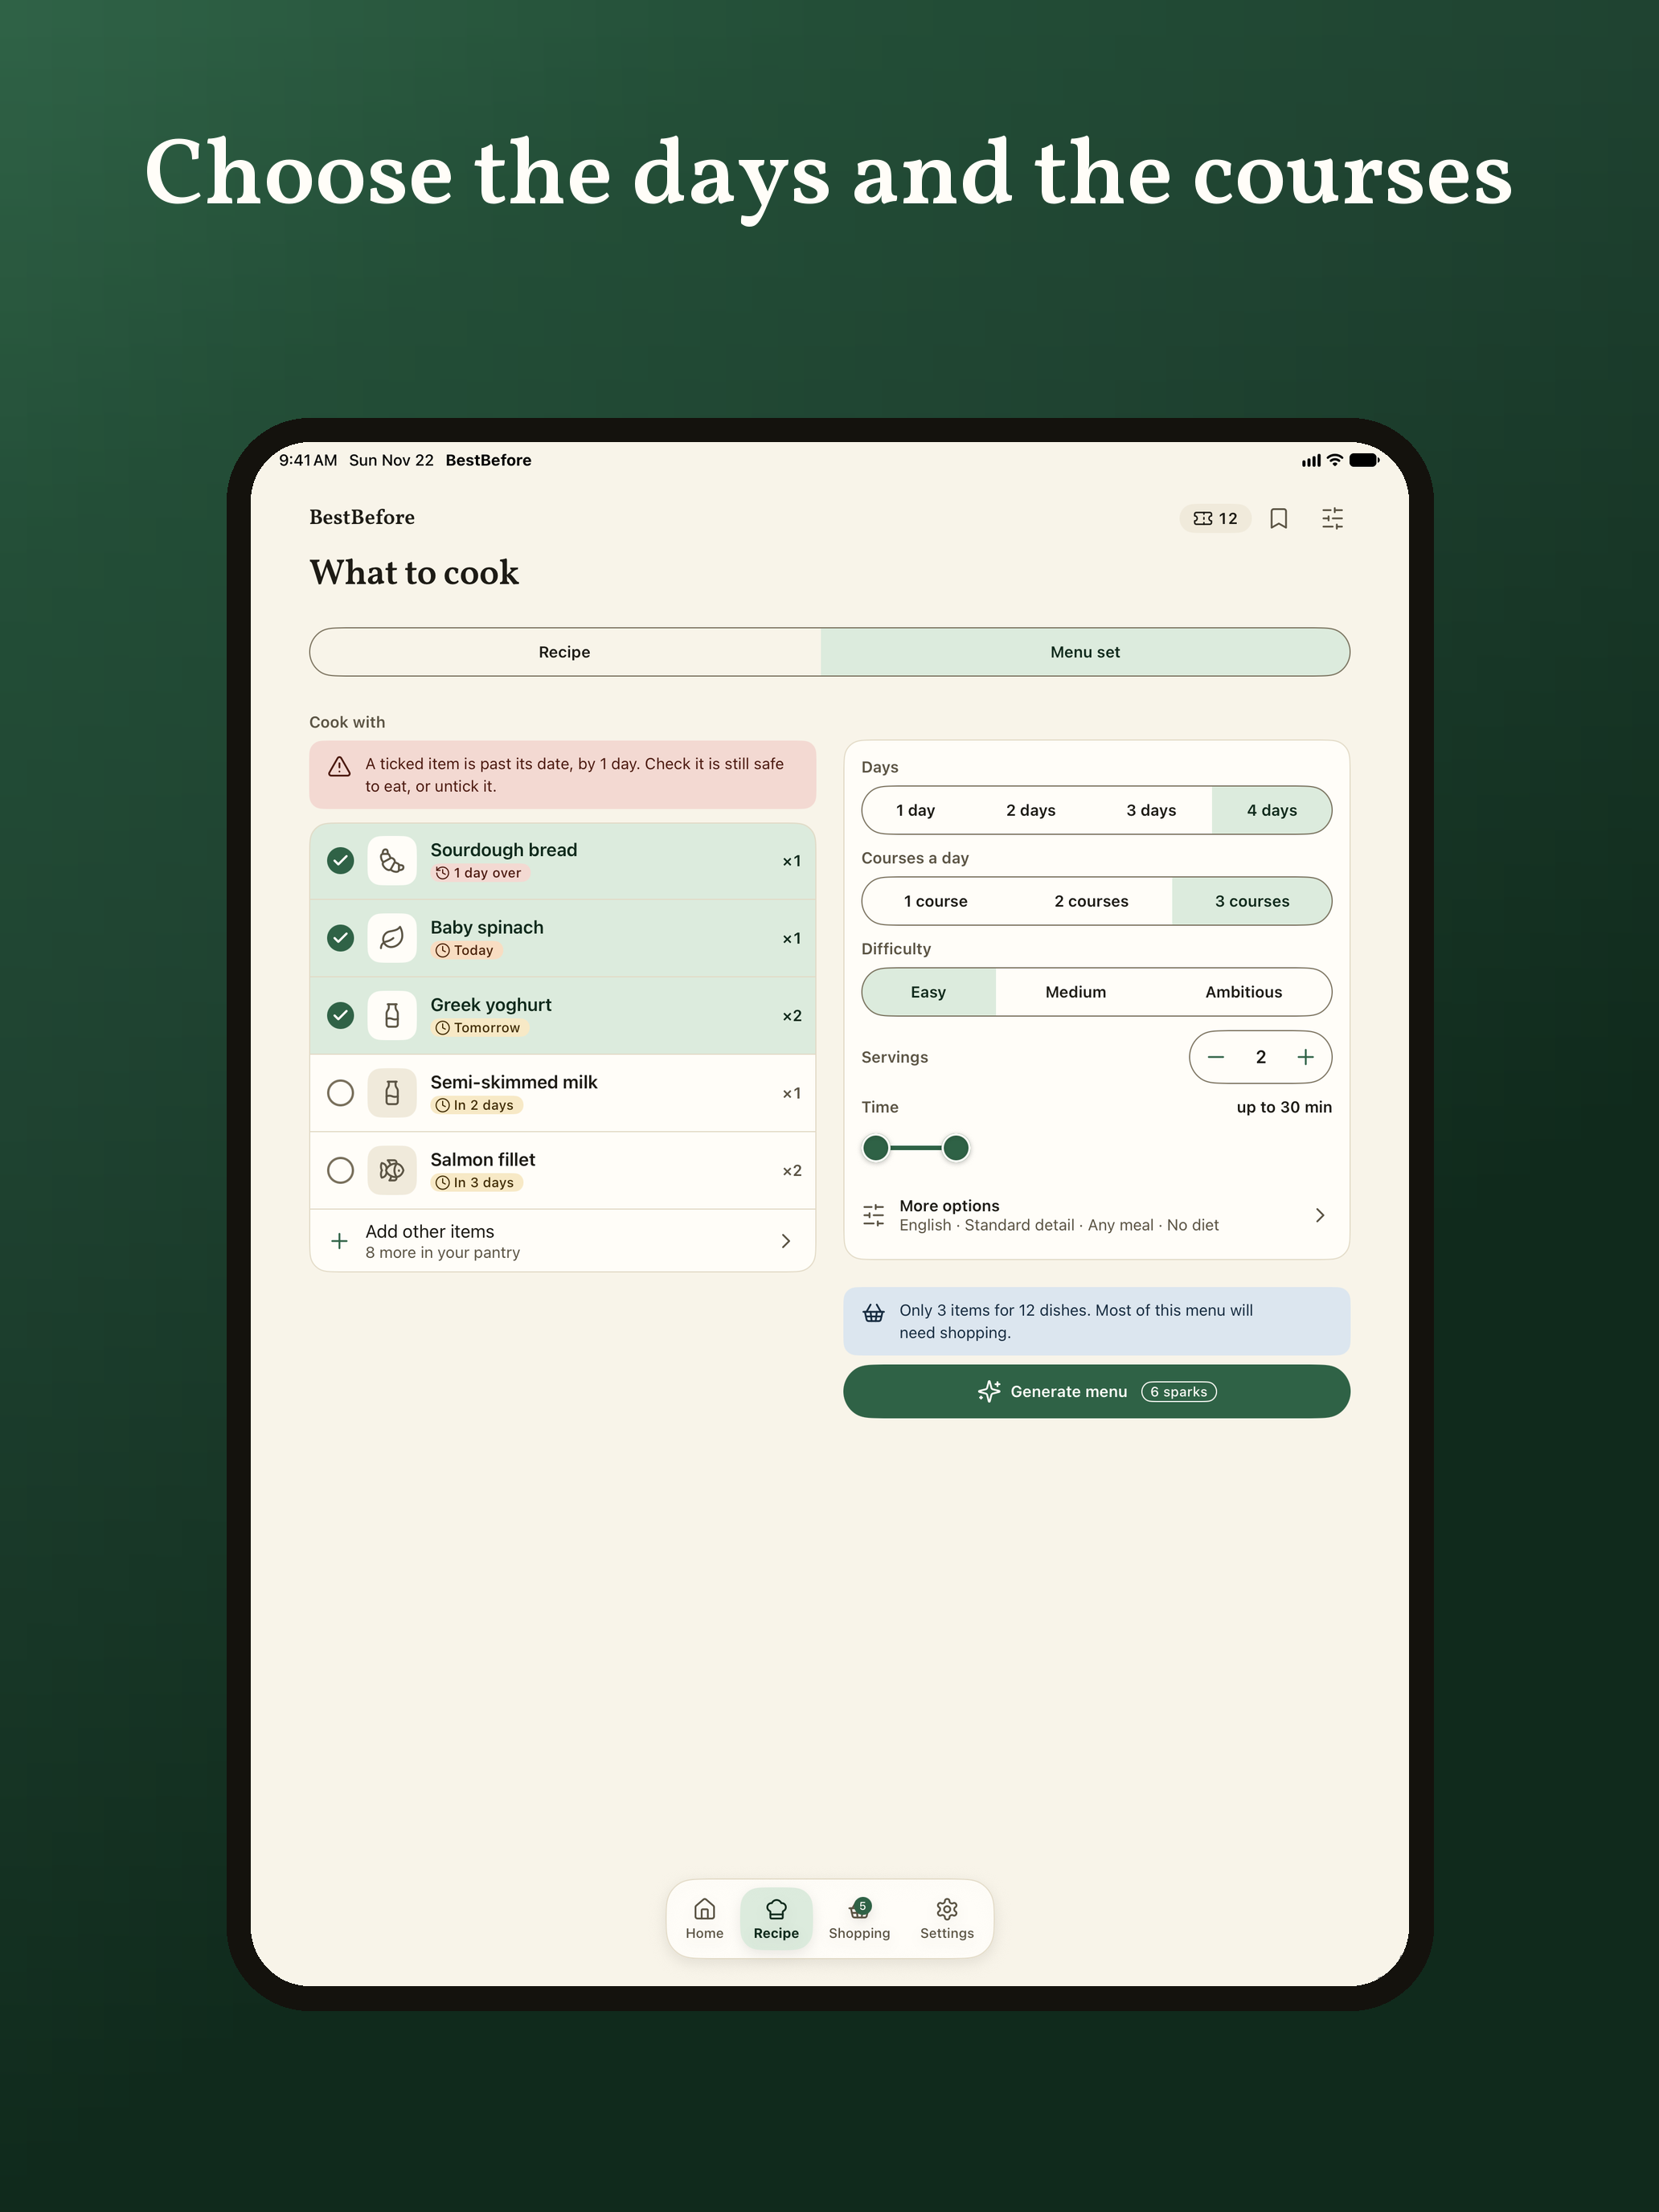 Choose the days and the courses
9:41 AM Sun Nov 22 BestBefore
BestBefore
12
What to cook
Recipe
Menu set
Cook with
A ticked item is past its date, by 1 day. Check it is still safe
to eat, or untick it.
Sourdough bread
1 day over
×1
Baby spinach
Today
×1
Greek yoghurt
Tomorrow
×2
Semi-skimmed milk
In 2 days
×1
Salmon fillet
In 3 days
×2
Add other items
8 more in your pantry
Days
1 day
2 days
3 days
4 days
Courses a day
1 course
2 courses
3 courses
Difficulty
Easy
Medium
Ambitious
Servings
2
Time
up to 30 min
More options
English · Standard detail · Any meal · No diet
Only 3 items for 12 dishes. Most of this menu will
need shopping.
Generate menu
6 sparks
Home
Recipe
5
Shopping
Settings